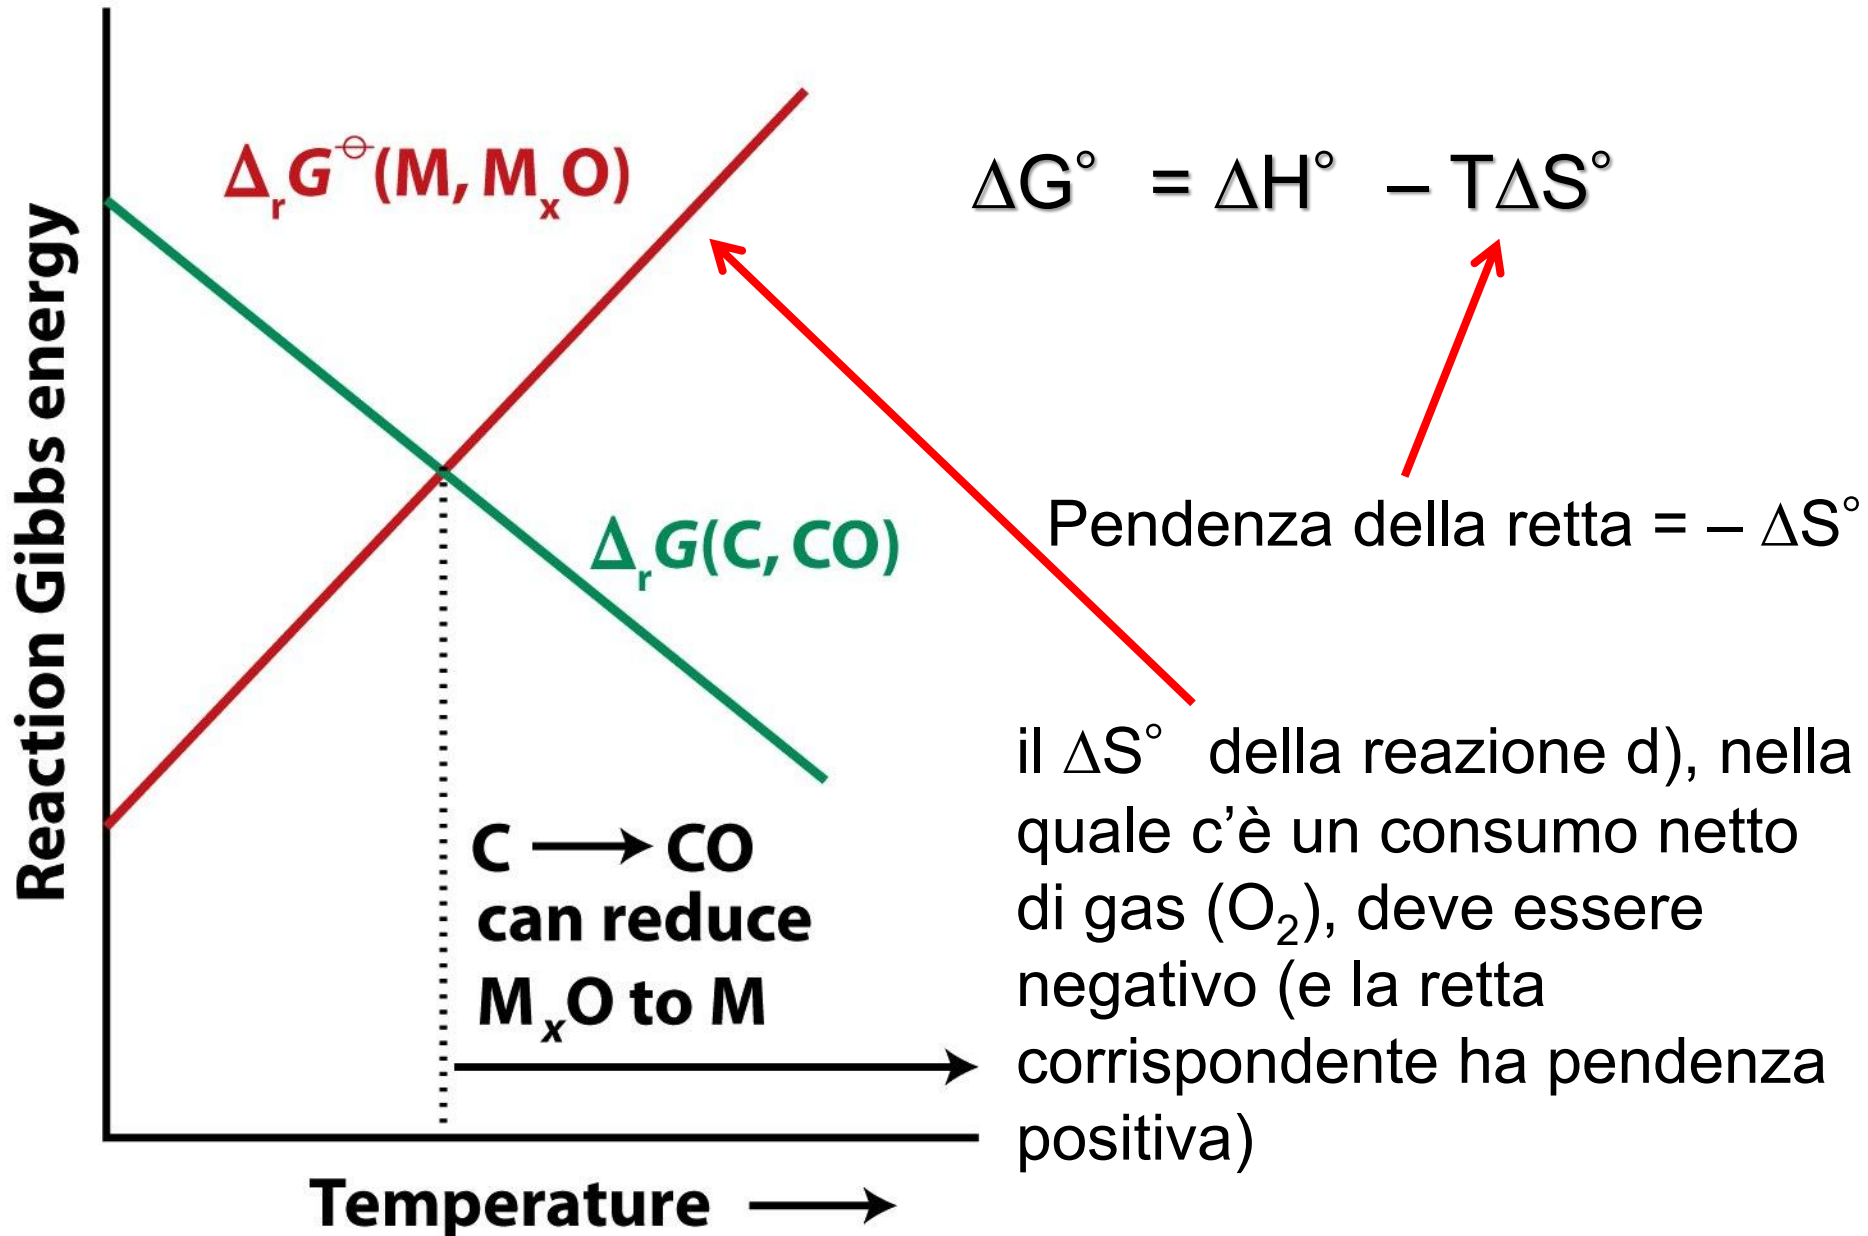 Reaction Gibbs energy
ΔᵣG⦵(M, MₓO)
ΔᵣG(C, CO)
C ⟶ CO
can reduce
MₓO to M
Temperature ⟶
ΔG° = ΔH° – TΔS°
Pendenza della retta = – ΔS°
il ΔS° della reazione d), nella
quale c’è un consumo netto
di gas (O₂), deve essere
negativo (e la retta
corrispondente ha pendenza
positiva)